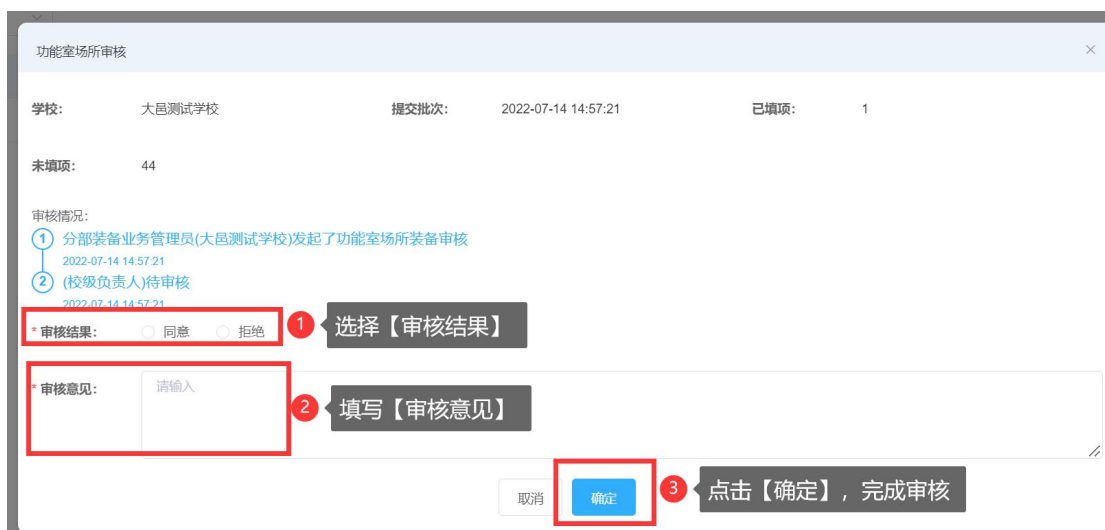 功能室场所审核
学校： 大邑测试学校 提交批次： 2022-07-14 14:57:21 已填项： 1
未填项： 44
审核情况：
1 分部装备业务管理员(大邑测试学校)发起了功能室场所装备审核
2022-07-14 14:57:21
2 (校级负责人)待审核
2022-07-14 14:57:21
* 审核结果： 同意 拒绝 1 选择【审核结果】
* 审核意见： 请输入
2 填写【审核意见】
取消 确定 3 点击【确定】，完成审核